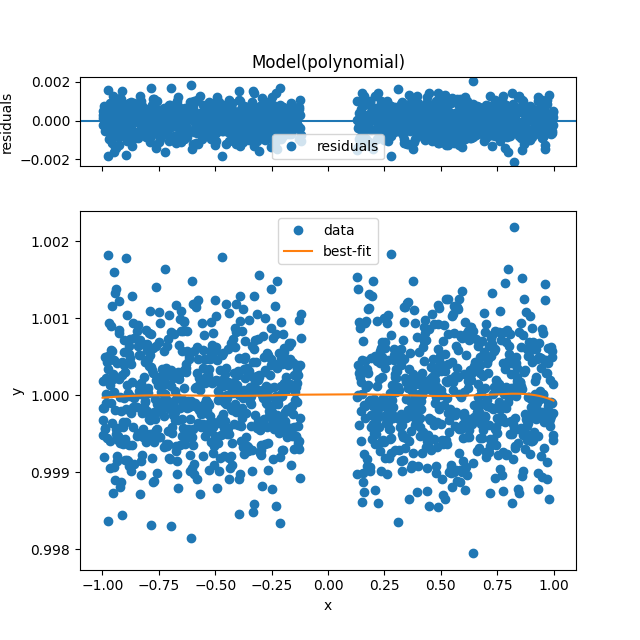 Model(polynomial)
residuals
0.002
0.000
−0.002
residuals
y
1.002
1.001
1.000
0.999
0.998
data
best-fit
−1.00 −0.75 −0.50 −0.25 0.00 0.25 0.50 0.75 1.00
x